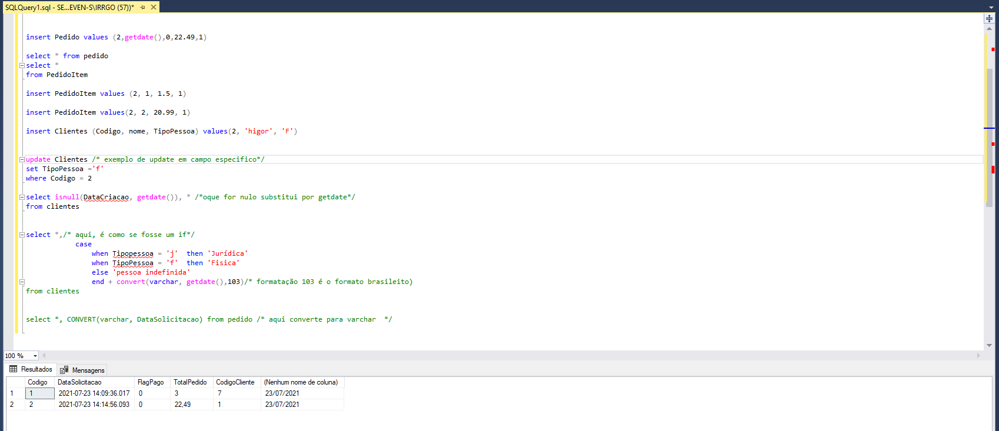 SQLQuery1.sql - SE...EVEN-S\IRRGO (57))*
insert Pedido values (2,getdate(),0,22.49,1)
select * from pedido
select *
from PedidoItem
insert PedidoItem values (2, 1, 1.5, 1)
insert PedidoItem values(2, 2, 20.99, 1)
insert Clientes (Codigo, nome, TipoPessoa) values(2, 'higor', 'F')
update Clientes /* exemplo de update em campo especifico*/
set TipoPessoa ='f'
where Codigo = 2
select isnull(DataCriacao, getdate()), * /*oque for nulo substitui por getdate*/
from clientes
select *,/* aqui, é como se fosse um if*/
case
when Tipopessoa = 'j'  then 'Jurídica'
when TipoPessoa = 'f'  then 'Fisica'
else 'pessoa indefinida'
end + convert(varchar, getdate(),103)/* formatação 103 é o formato brasileito)
from clientes
select *, CONVERT(varchar, DataSolicitacao) from pedido /* aqui converte para varchar  */
100 %
Resultados Mensagens
Codigo DataSolicitacao FlagPago TotalPedido CodigoCliente (Nenhum nome de coluna)
1 1 2021-07-23 14:09:36.017 0 3 7 23/07/2021
2 2 2021-07-23 14:14:56.093 0 22,49 1 23/07/2021